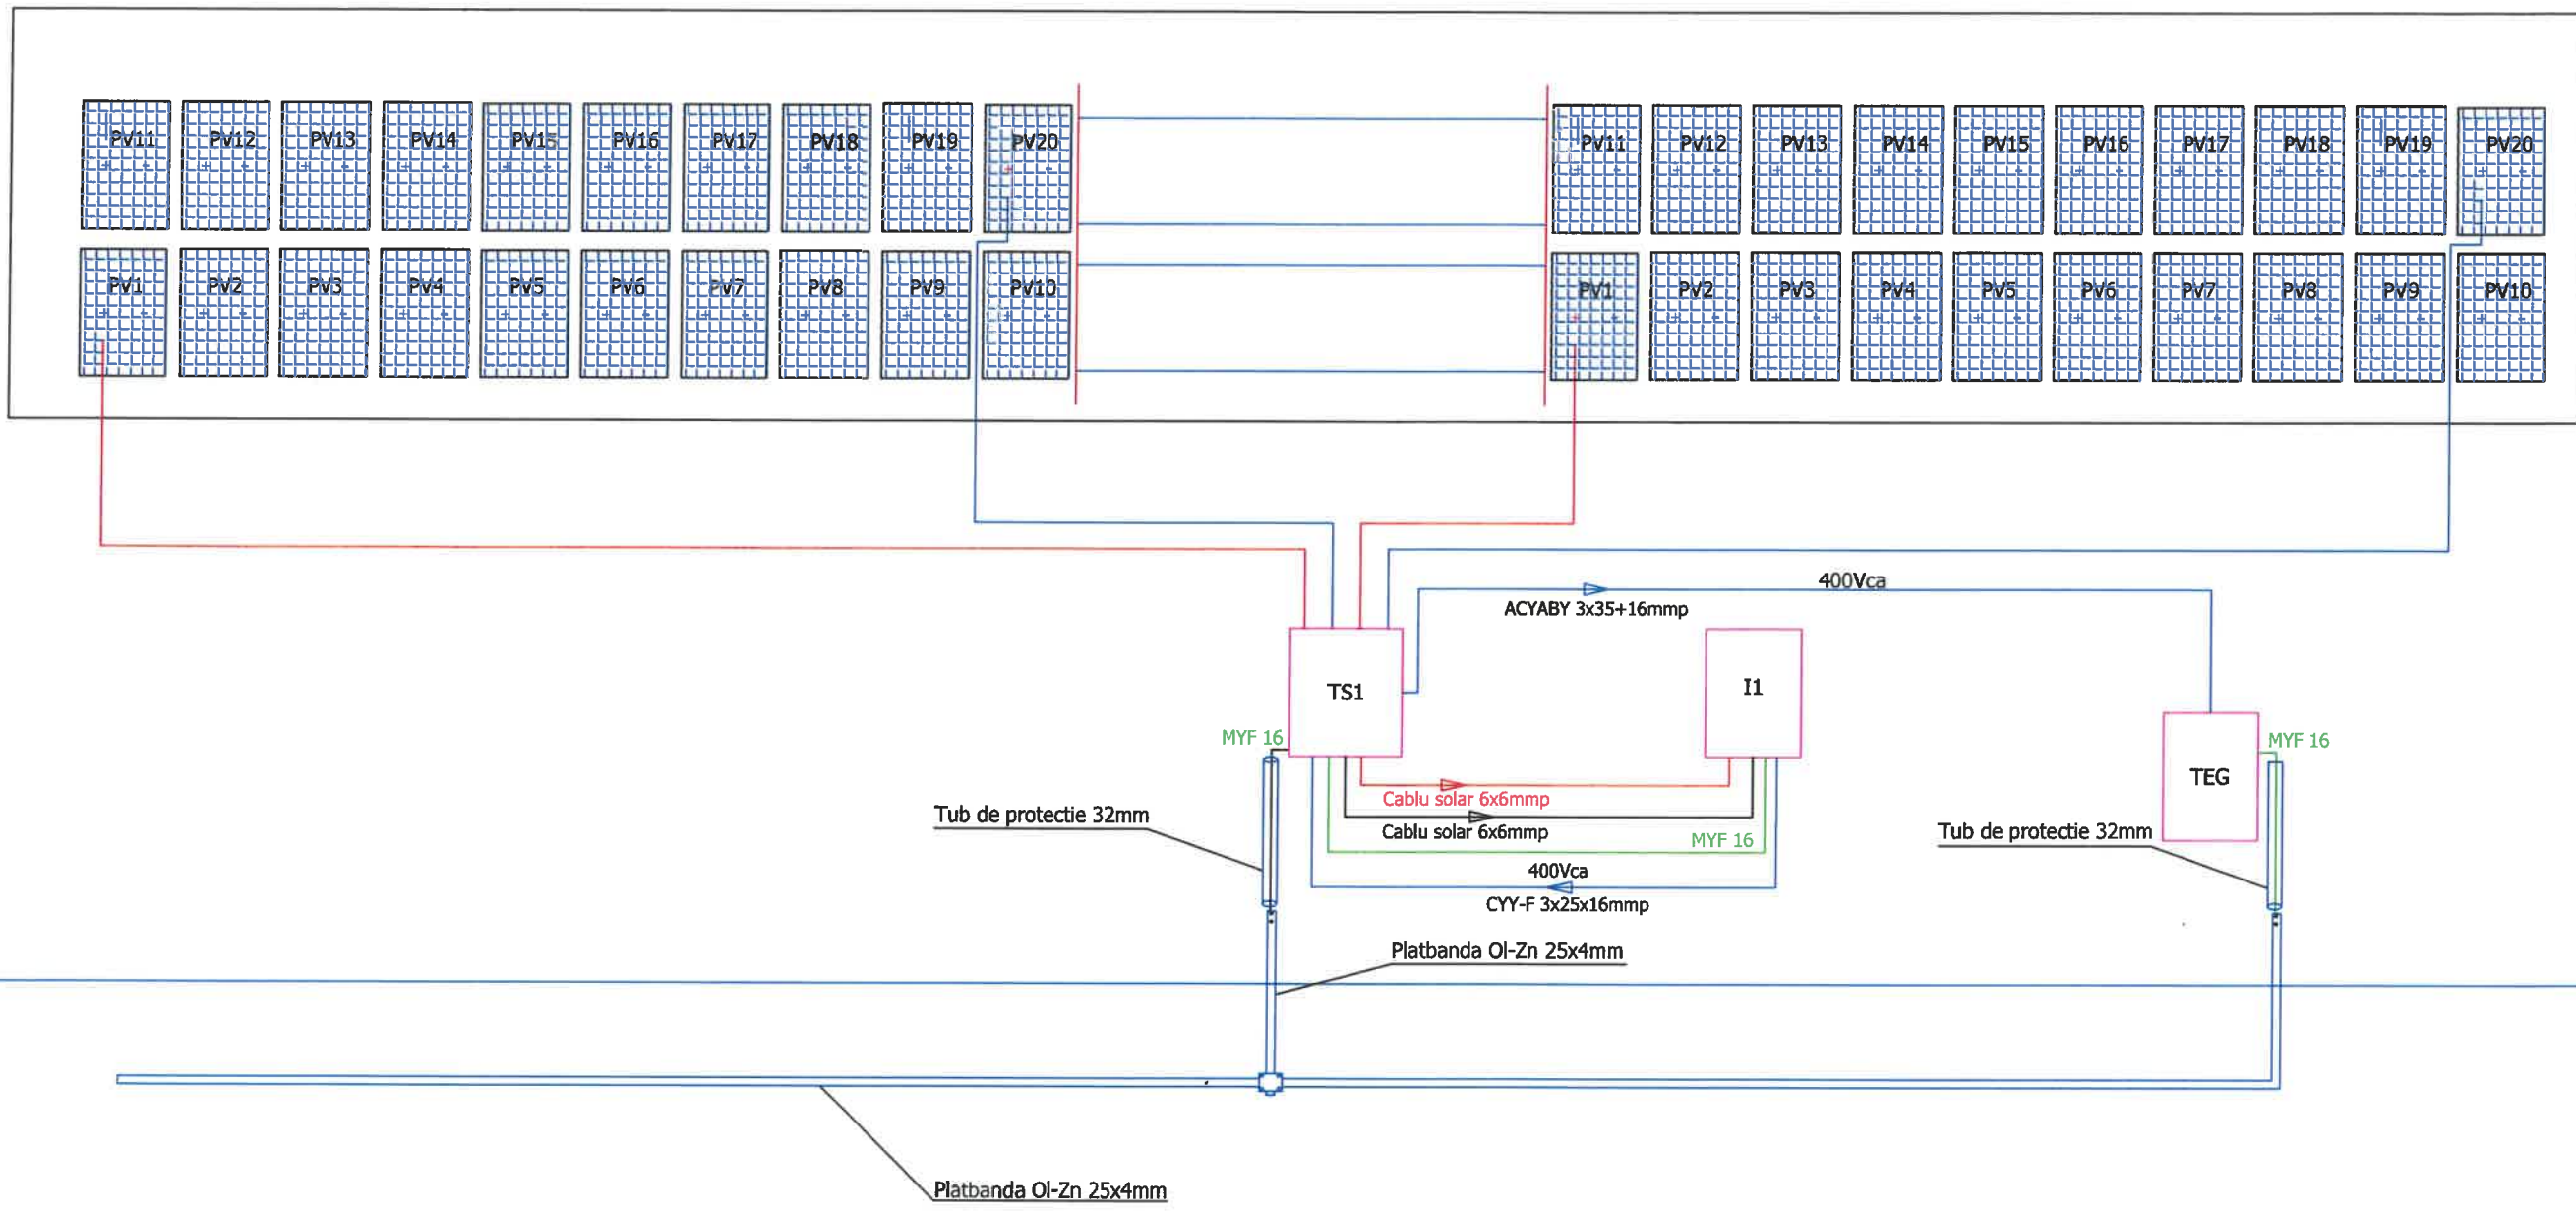 PV11 PV12 PV13 PV14 PV15 PV16 PV17 PV18 PV19 PV20 PV11 PV12 PV13 PV14 PV15 PV16 PV17 PV18 PV19 PV20
PV1 PV2 PV3 PV4 PV5 PV6 PV7 PV8 PV9 PV10 PV1 PV2 PV3 PV4 PV5 PV6 PV7 PV8 PV9 PV10
400Vca
ACYABY 3x35+16mmp
TS1
I1
TEG
MYF 16
MYF 16
Cablu solar 6x6mmp
Cablu solar 6x6mmp
MYF 16
Tub de protectie 32mm
Tub de protectie 32mm
400Vca
CYY-F 3x25x16mmp
Platbanda Ol-Zn 25x4mm
Platbanda Ol-Zn 25x4mm